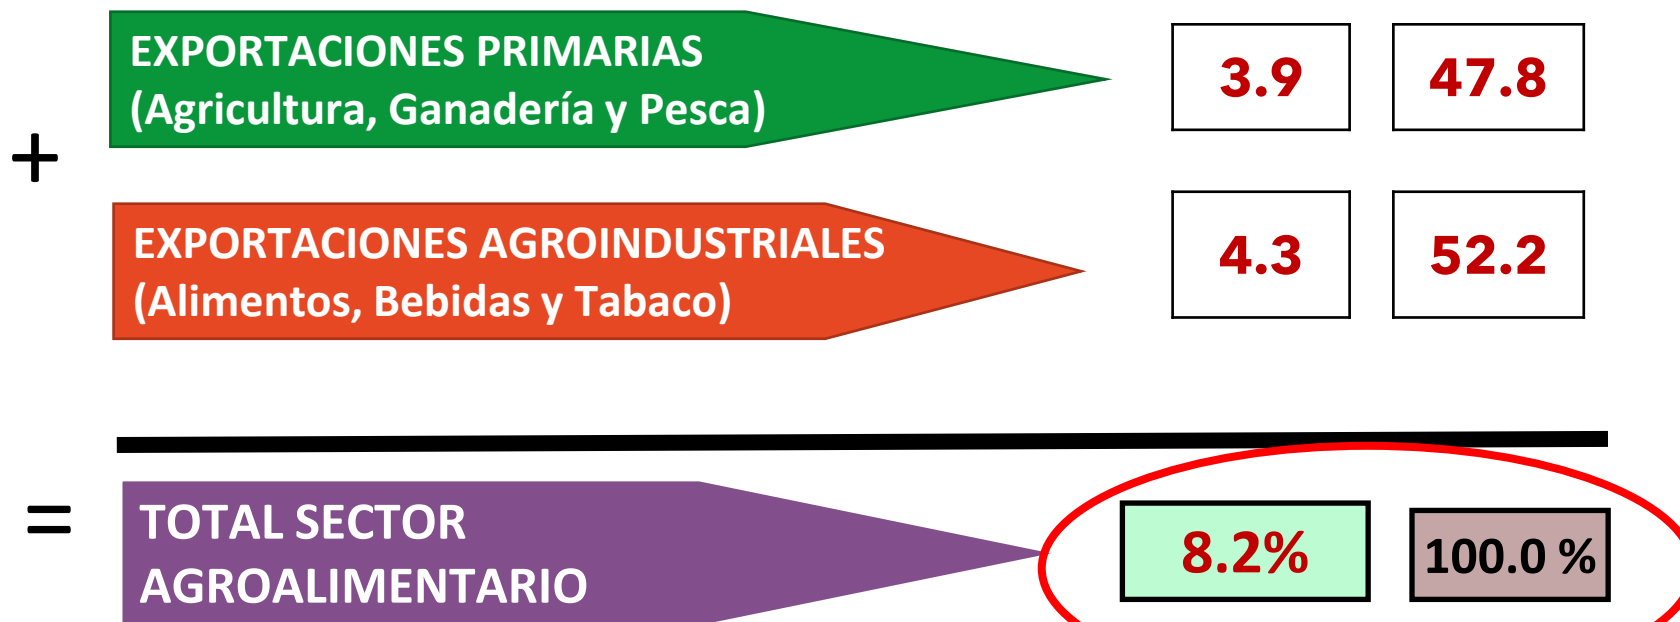 EXPORTACIONES PRIMARIAS
(Agricultura, Ganadería y Pesca)
3.9 47.8
+
EXPORTACIONES AGROINDUSTRIALES
(Alimentos, Bebidas y Tabaco)
4.3 52.2
=
TOTAL SECTOR
AGROALIMENTARIO
8.2% 100.0 %